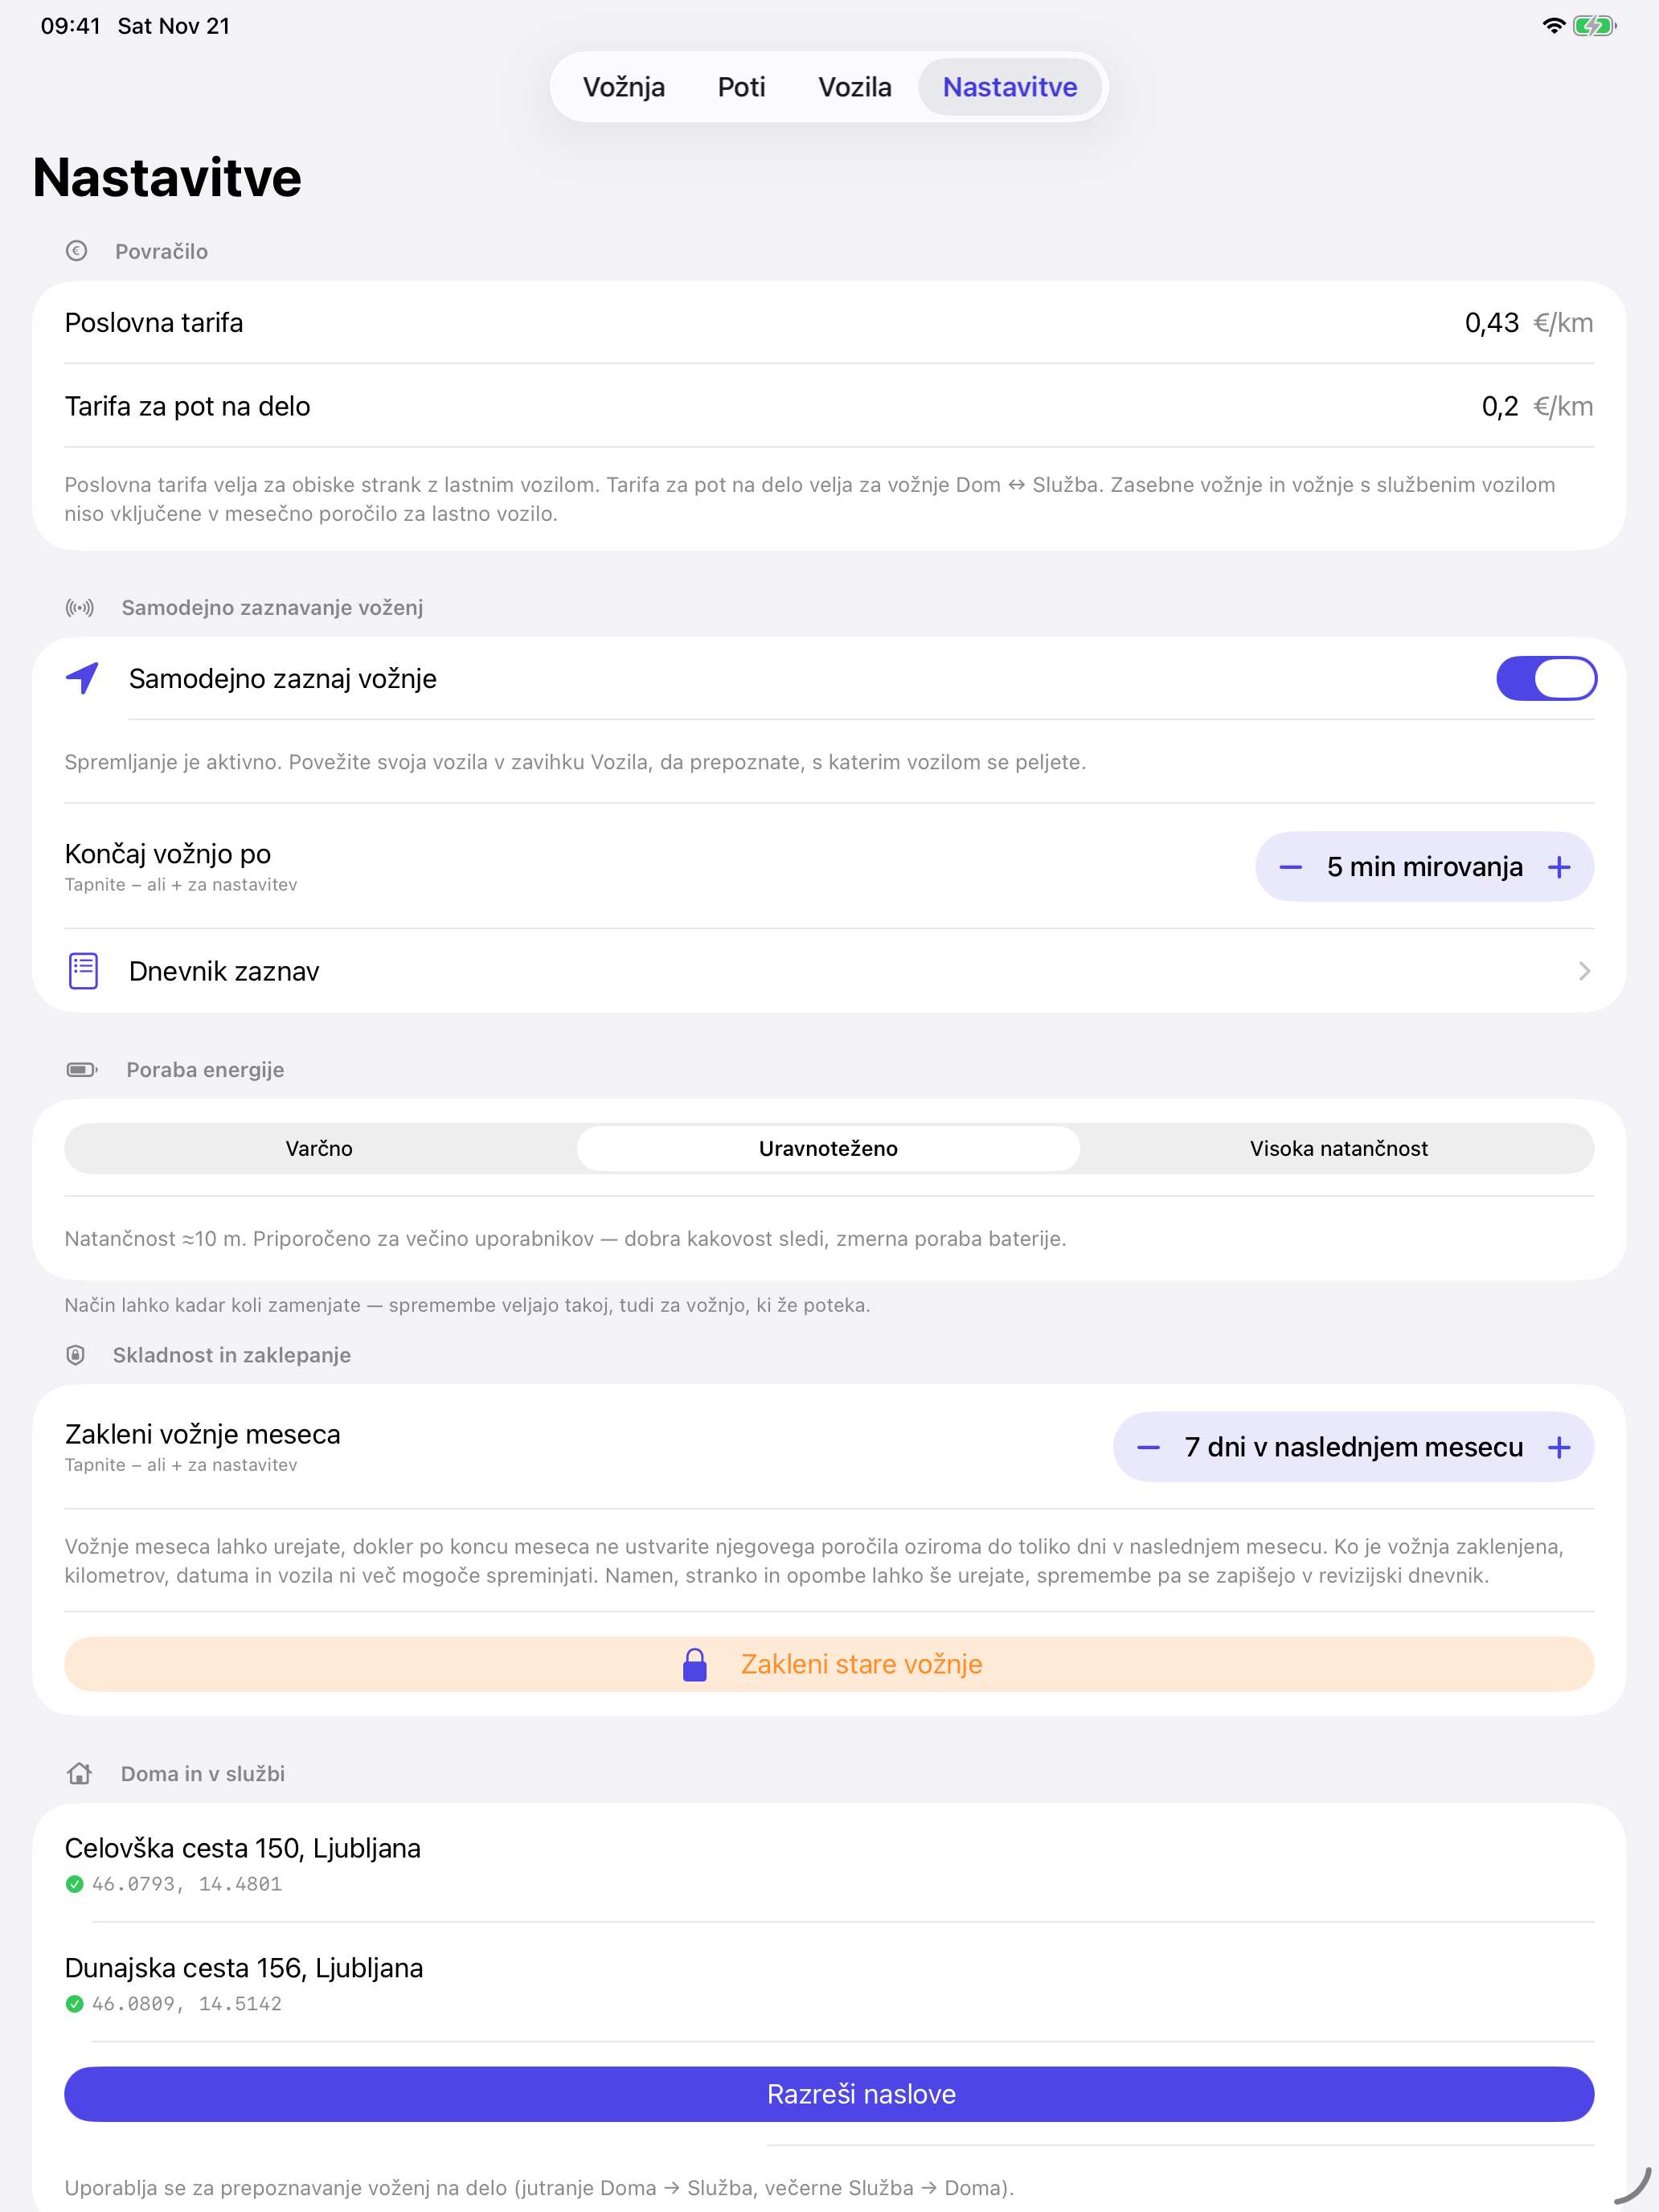 09:41 Sat Nov 21
Vožnja Poti Vozila Nastavitve
Nastavitve
Povračilo
Poslovna tarifa 0,43 €/km
Tarifa za pot na delo 0,2 €/km
Poslovna tarifa velja za obiske strank z lastnim vozilom. Tarifa za pot na delo velja za vožnje Dom ↔ Služba. Zasebne vožnje in vožnje s službenim vozilom
niso vključene v mesečno poročilo za lastno vozilo.
Samodejno zaznavanje voženj
Samodejno zaznaj vožnje
Spremljanje je aktivno. Povežite svoja vozila v zavihku Vozila, da prepoznate, s katerim vozilom se peljete.
Končaj vožnjo po
Tapnite – ali + za nastavitev
− 5 min mirovanja +
Dnevnik zaznav
Poraba energije
Varčno Uravnoteženo Visoka natančnost
Natančnost ≈10 m. Priporočeno za večino uporabnikov — dobra kakovost sledi, zmerna poraba baterije.
Način lahko kadar koli zamenjate — spremembe veljajo takoj, tudi za vožnjo, ki že poteka.
Skladnost in zaklepanje
Zakleni vožnje meseca
Tapnite – ali + za nastavitev
− 7 dni v naslednjem mesecu +
Vožnje meseca lahko urejate, dokler po koncu meseca ne ustvarite njegovega poročila oziroma do toliko dni v naslednjem mesecu. Ko je vožnja zaklenjena,
kilometrov, datuma in vozila ni več mogoče spreminjati. Namen, stranko in opombe lahko še urejate, spremembe pa se zapišejo v revizijski dnevnik.
Zakleni stare vožnje
Doma in v službi
Celovška cesta 150, Ljubljana
46.0793, 14.4801
Dunajska cesta 156, Ljubljana
46.0809, 14.5142
Razreši naslove
Uporablja se za prepoznavanje voženj na delo (jutranje Doma → Služba, večerne Služba → Doma).